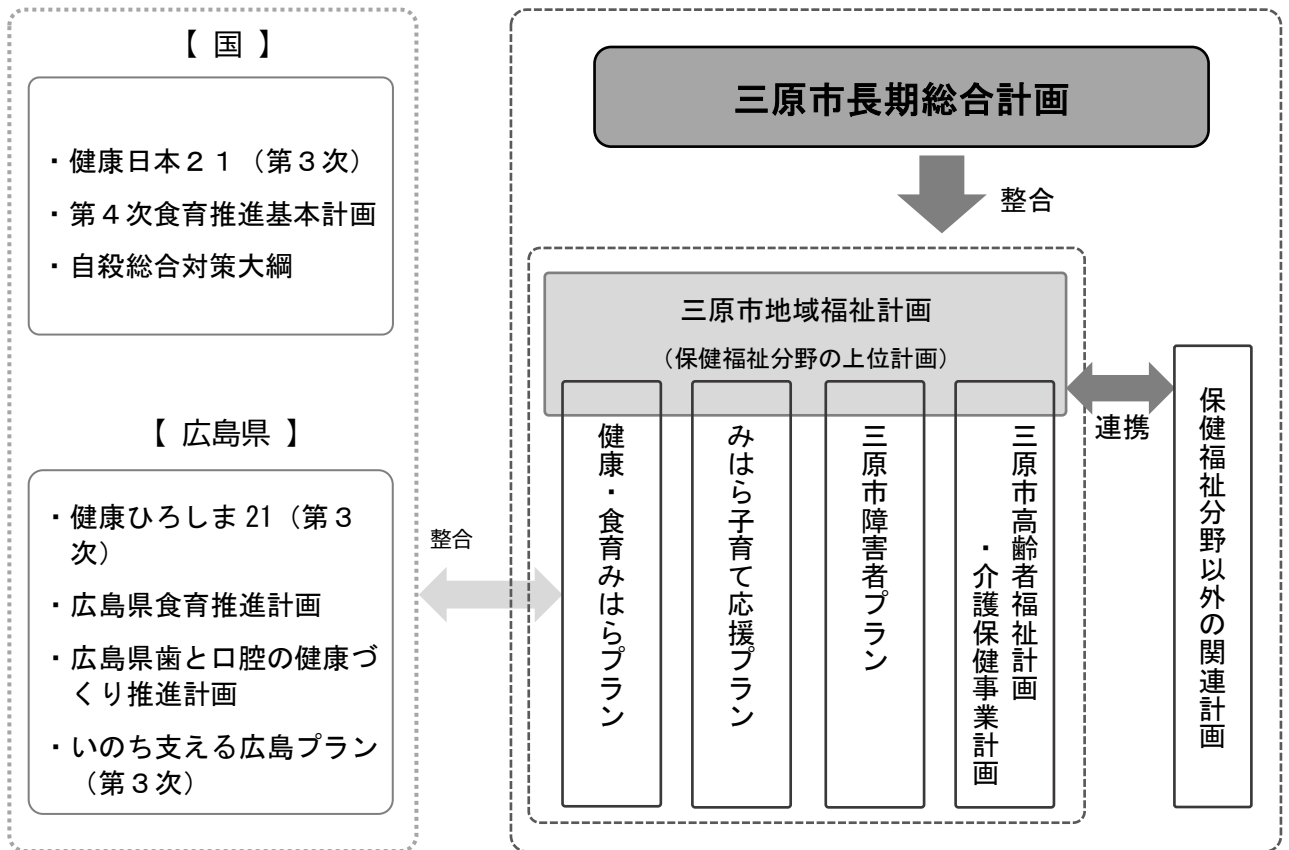 【 国 】
・健康日本２１（第３次）
・第４次食育推進基本計画
・自殺総合対策大綱
【 広島県 】
・健康ひろしま21（第３
次）
・広島県食育推進計画
・広島県歯と口腔の健康づ
くり推進計画
・いのち支える広島プラン
（第３次）
整合
三原市長期総合計画
整合
三原市地域福祉計画
（保健福祉分野の上位計画）
健康・食育みはらプラン
みはら子育て応援プラン
三原市障害者プラン
三原市高齢者福祉計画
・介護保健事業計画
連携
保健福祉分野以外の関連計画